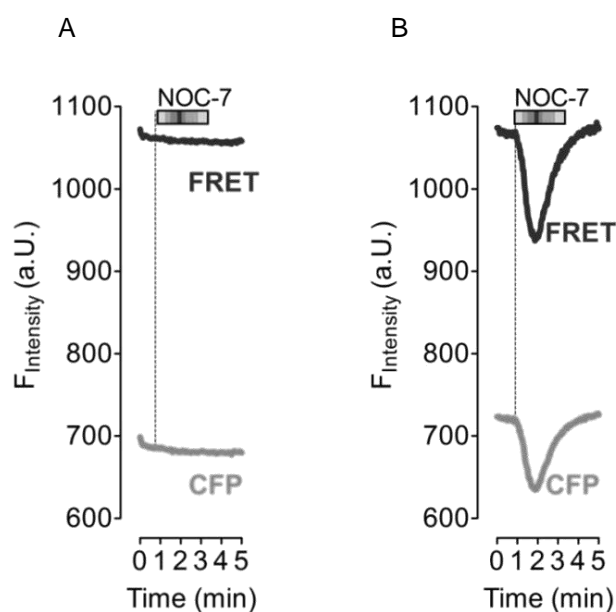 A
B
NOC-7
1100
1000
900
800
700
600
FIntensity (a.U.)
FRET
CFP
0 1 2 3 4 5
Time (min)
NOC-7
1100
1000
900
800
700
600
FIntensity (a.U.)
FRET
CFP
0 1 2 3 4 5
Time (min)